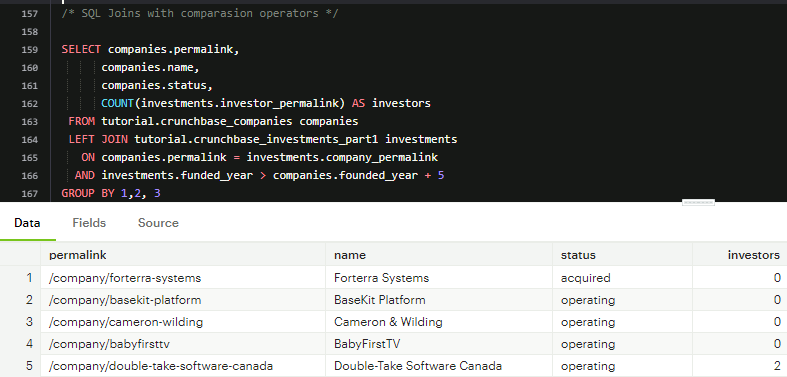 157 /* SQL Joins with comparasion operators */
158
159 SELECT companies.permalink,
160 companies.name,
161 companies.status,
162 COUNT(investments.investor_permalink) AS investors
163 FROM tutorial.crunchbase_companies companies
164 LEFT JOIN tutorial.crunchbase_investments_part1 investments
165 ON companies.permalink = investments.company_permalink
166 AND investments.funded_year > companies.founded_year + 5
167 GROUP BY 1,2, 3
Data Fields Source
permalink name status investors
1 /company/forterra-systems Forterra Systems acquired 0
2 /company/basekit-platform BaseKit Platform operating 0
3 /company/cameron-wilding Cameron & Wilding operating 0
4 /company/babyfirsttv BabyFirstTV operating 0
5 /company/double-take-software-canada Double-Take Software Canada operating 2